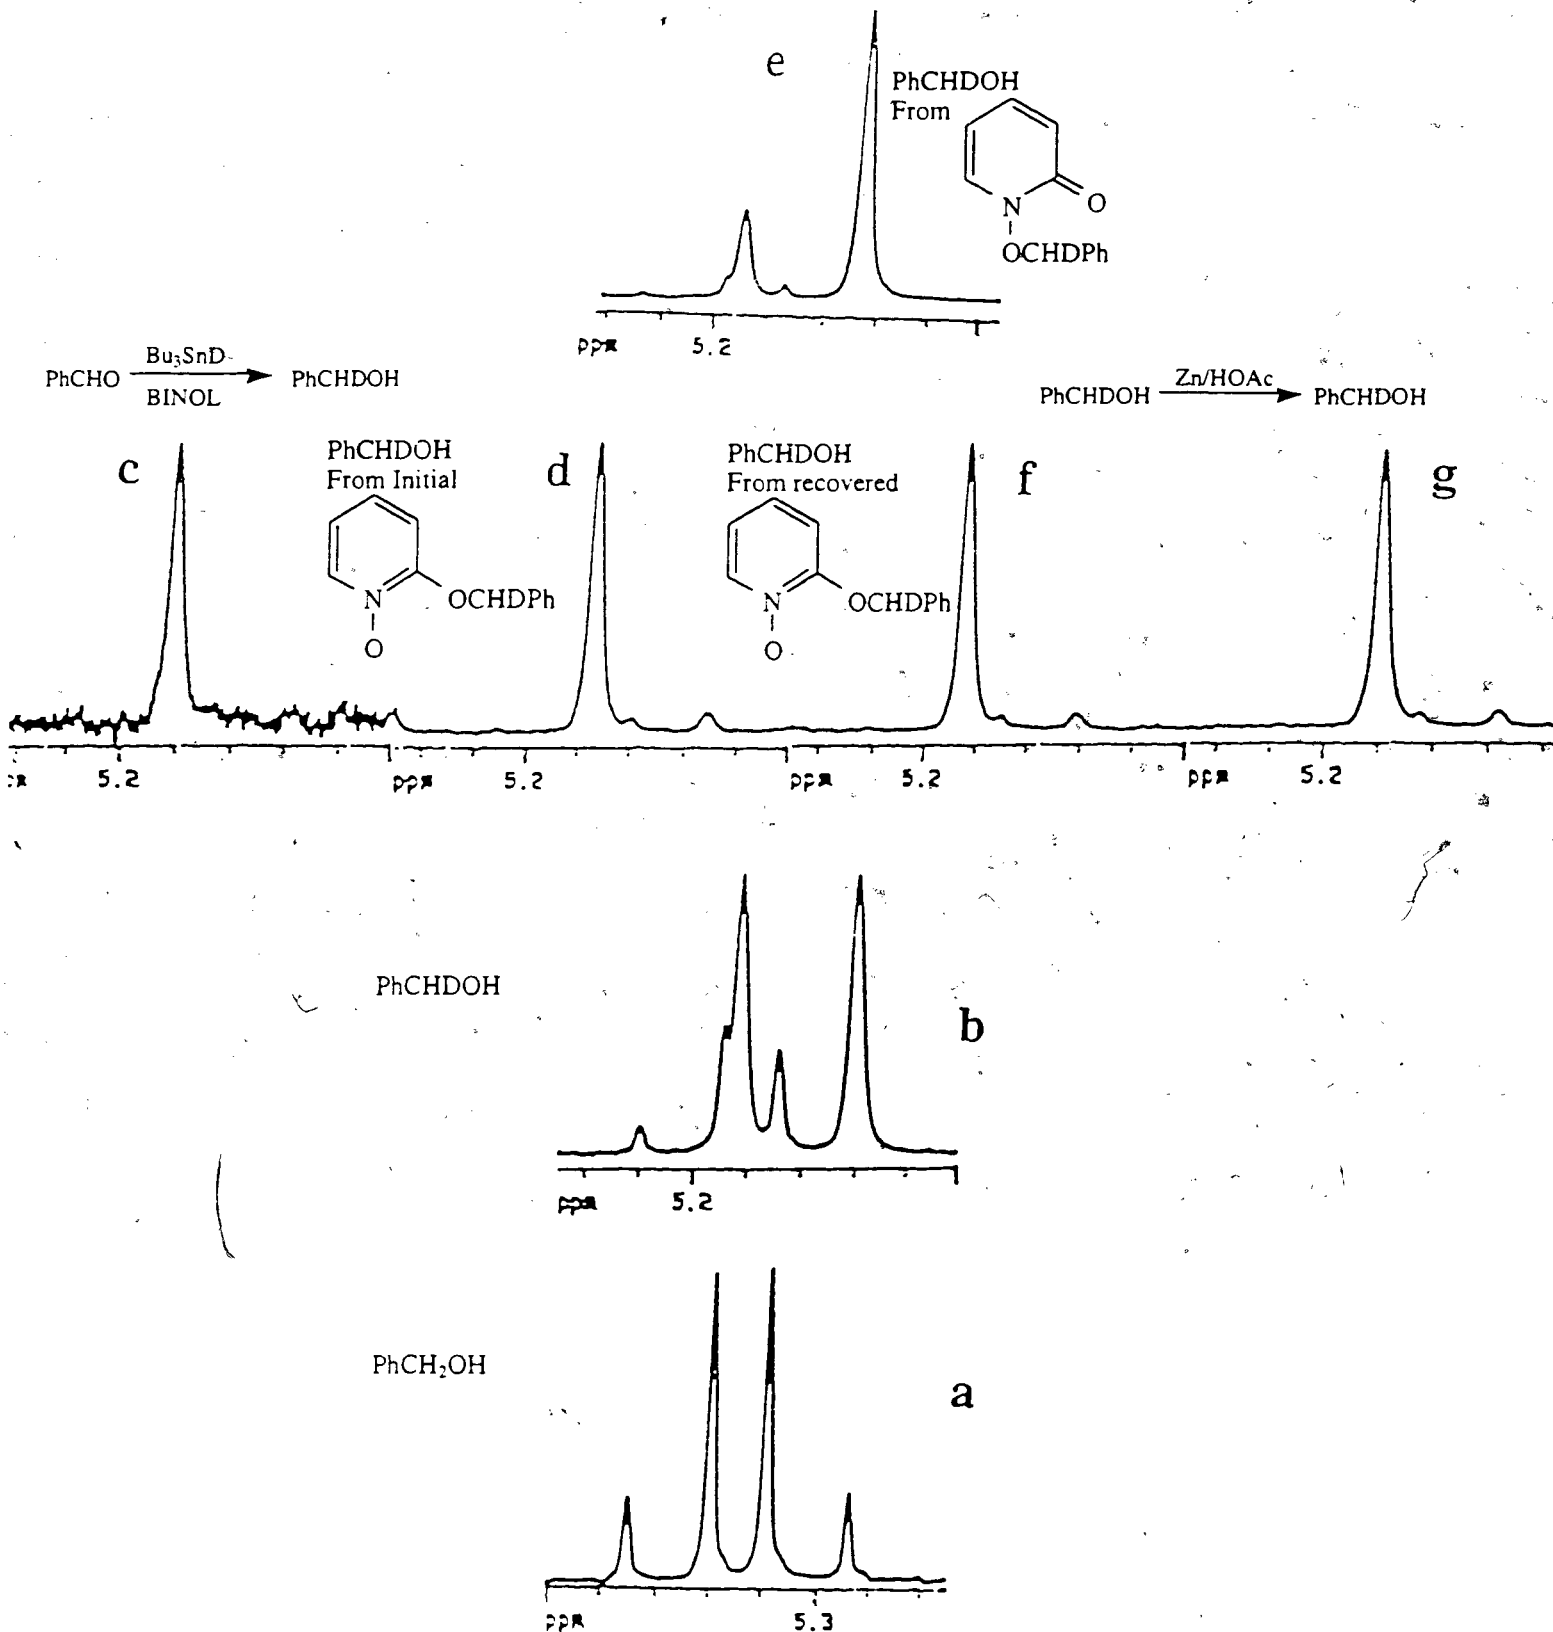 e
PhCHDOH
From
O
N
OCHDPh
ppm 5.2
PhCHO Bu₃SnD BINOL PhCHDOH
PhCHDOH Zn/HOAc PhCHDOH
c
PhCHDOH
From Initial
N
OCHDPh
O
d
PhCHDOH
From recovered
N
OCHDPh
O
f
g
5.2 ppm 5.2 ppm 5.2 ppm 5.2
PhCHDOH
b
ppm 5.2
PhCH₂OH
a
ppm 5.3